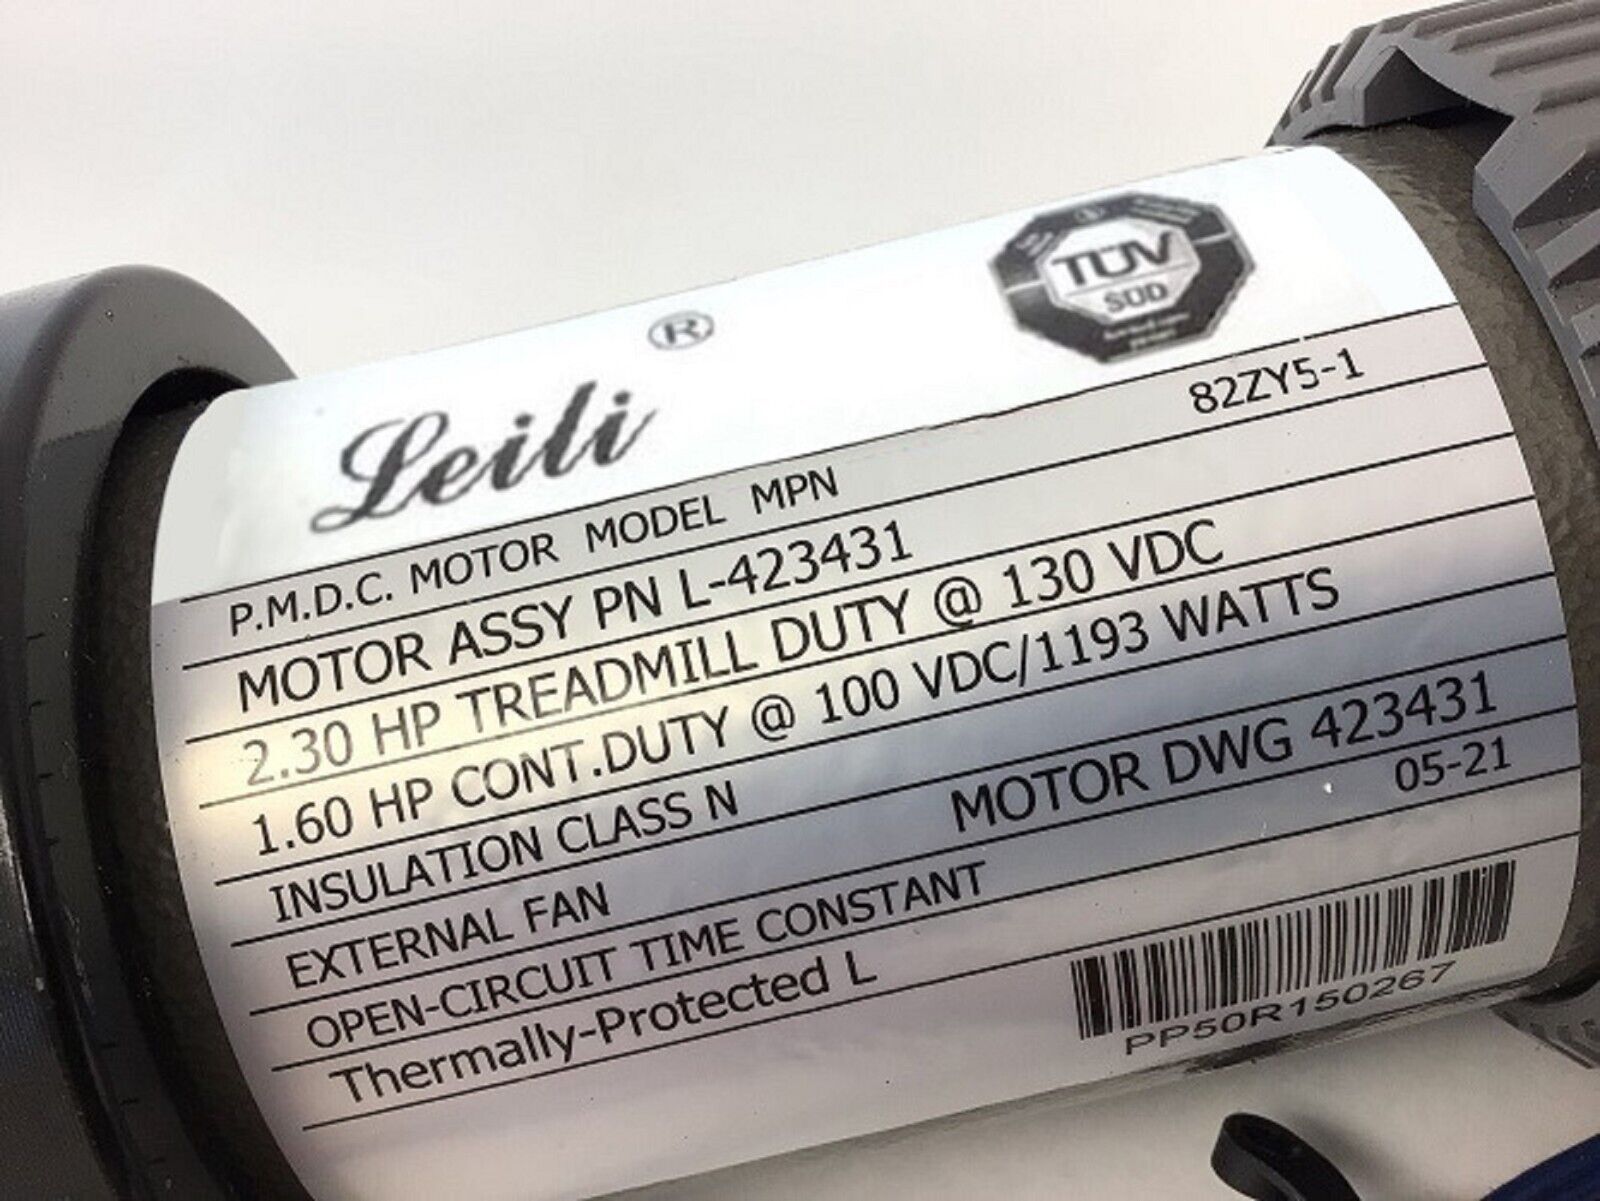 Leili ®
TÜV
SÜD
82ZY5-1
P.M.D.C. MOTOR MODEL MPN
MOTOR ASSY PN L-423431
2.30 HP TREADMILL DUTY @ 130 VDC
1.60 HP CONT.DUTY @ 100 VDC/1193 WATTS
INSULATION CLASS N
MOTOR DWG 423431
EXTERNAL FAN
05-21
OPEN-CIRCUIT TIME CONSTANT
Thermally-Protected L
PP50R150267